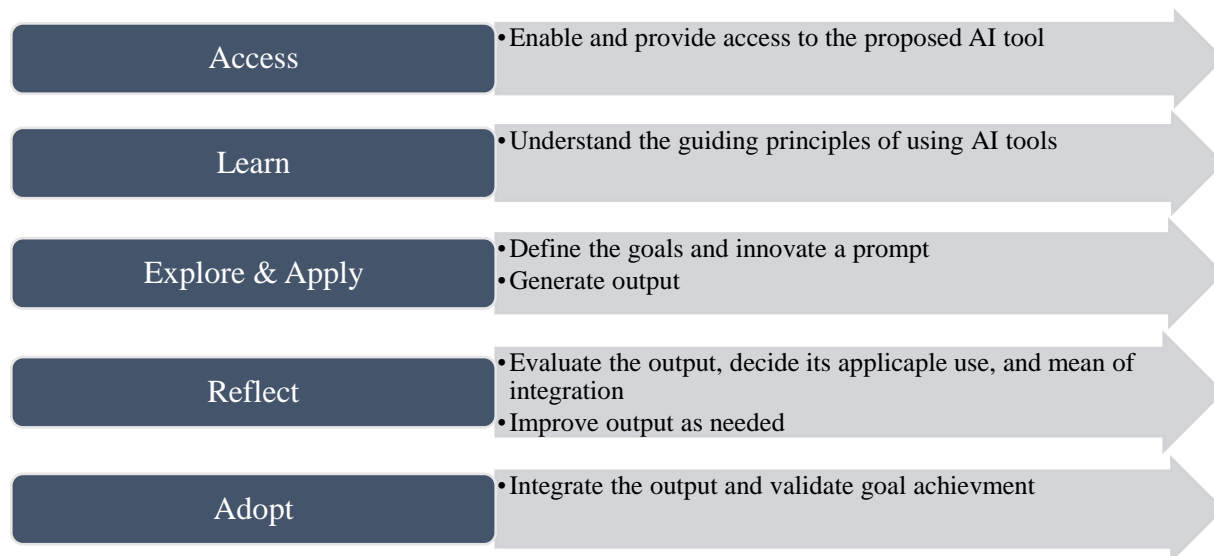 Access
•Enable and provide access to the proposed AI tool
Learn
•Understand the guiding principles of using AI tools
Explore & Apply
•Define the goals and innovate a prompt
•Generate output
Reflect
•Evaluate the output, decide its applicaple use, and mean of
integration
•Improve output as needed
Adopt
•Integrate the output and validate goal achievment